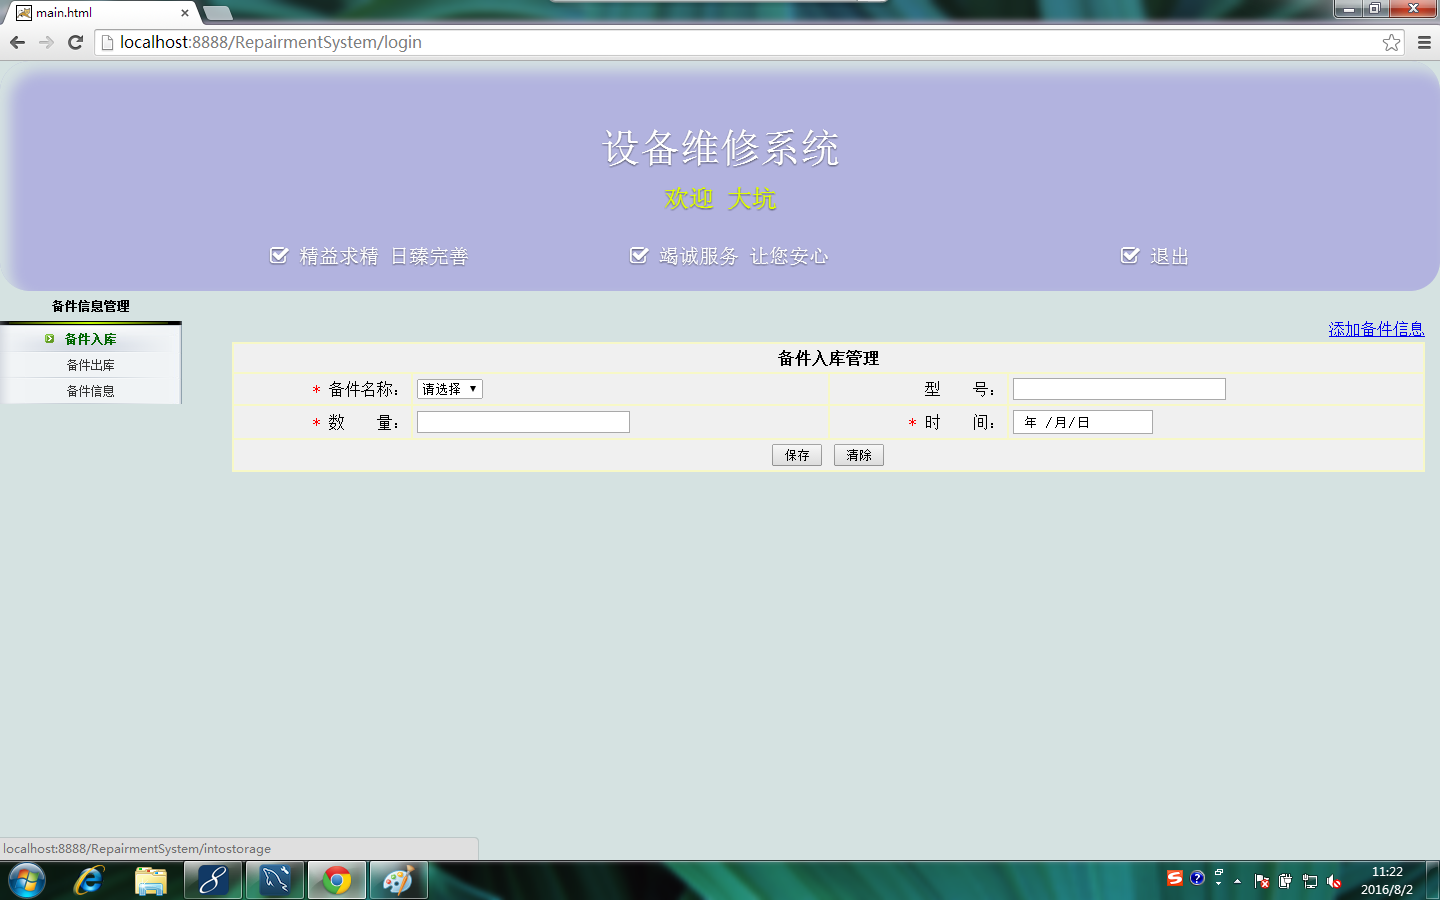 main.html
localhost:8888/RepairmentSystem/login
设备维修系统
欢迎 大坑
精益求精 日臻完善 竭诚服务 让您安心 退出
备件信息管理
备件入库
备件出库
备件信息
添加备件信息
备件入库管理
* 备件名称: 请选择 型 号:
* 数 量: * 时 间: 年 /月/日
保存 清除
localhost:8888/RepairmentSystem/intostorage
11:22
2016/8/2